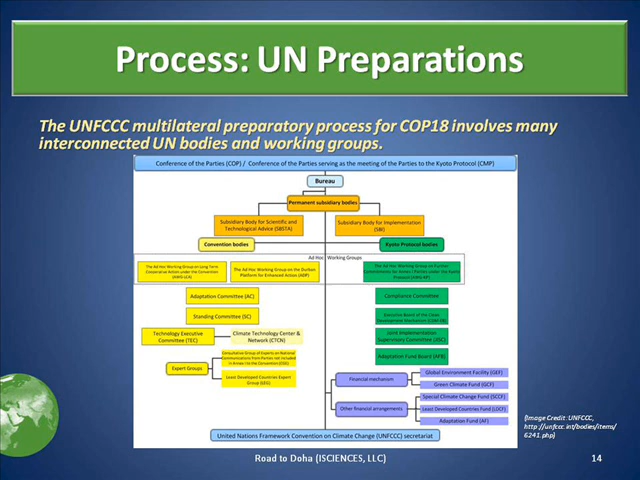 Process: UN Preparations
The UNFCCC multilateral preparatory process for COP18 involves many
interconnected UN bodies and working groups.
Conference of the Parties (COP) / Conference of the Parties serving as the meeting of the Parties to the Kyoto Protocol (CMP)
Bureau
Permanent subsidiary bodies
Subsidiary Body for Scientific and
Technological Advice (SBSTA)
Subsidiary Body for Implementation
(SBI)
Convention bodies
Kyoto Protocol bodies
Ad Hoc Working Groups
The Ad Hoc Working Group on Long Term
Cooperative Action under the Convention
(AWG-LCA)
The Ad Hoc Working Group on the Durban
Platform for Enhanced Action (ADP)
The Ad Hoc Working Group on Further
Commitments for Annex I Parties under the Kyoto
Protocol (AWG-KP)
Adaptation Committee (AC)
Compliance Committee
Standing Committee (SC)
Executive Board of the Clean
Development Mechanism (CDM-EB)
Technology Executive
Committee (TEC)
Climate Technology Center &
Network (CTCN)
Joint Implementation
Supervisory Committee (JISC)
Adaptation Fund Board (AFB)
Expert Groups
Consultative Group of Experts on National
Communications from Parties not included
in Annex I to the Convention (CGE)
Least Developed Countries Expert
Group (LEG)
Financial mechanism
Global Environment Facility (GEF)
Green Climate Fund (GCF)
Other financial arrangements
Special Climate Change Fund (SCCF)
Least Developed Countries Fund (LDCF)
Adaptation Fund (AF)
United Nations Framework Convention on Climate Change (UNFCCC) secretariat
(Image Credit: UNFCCC,
http://unfccc.int/bodies/items/
6241.php)
Road to Doha (ISCIENCES, LLC)
14